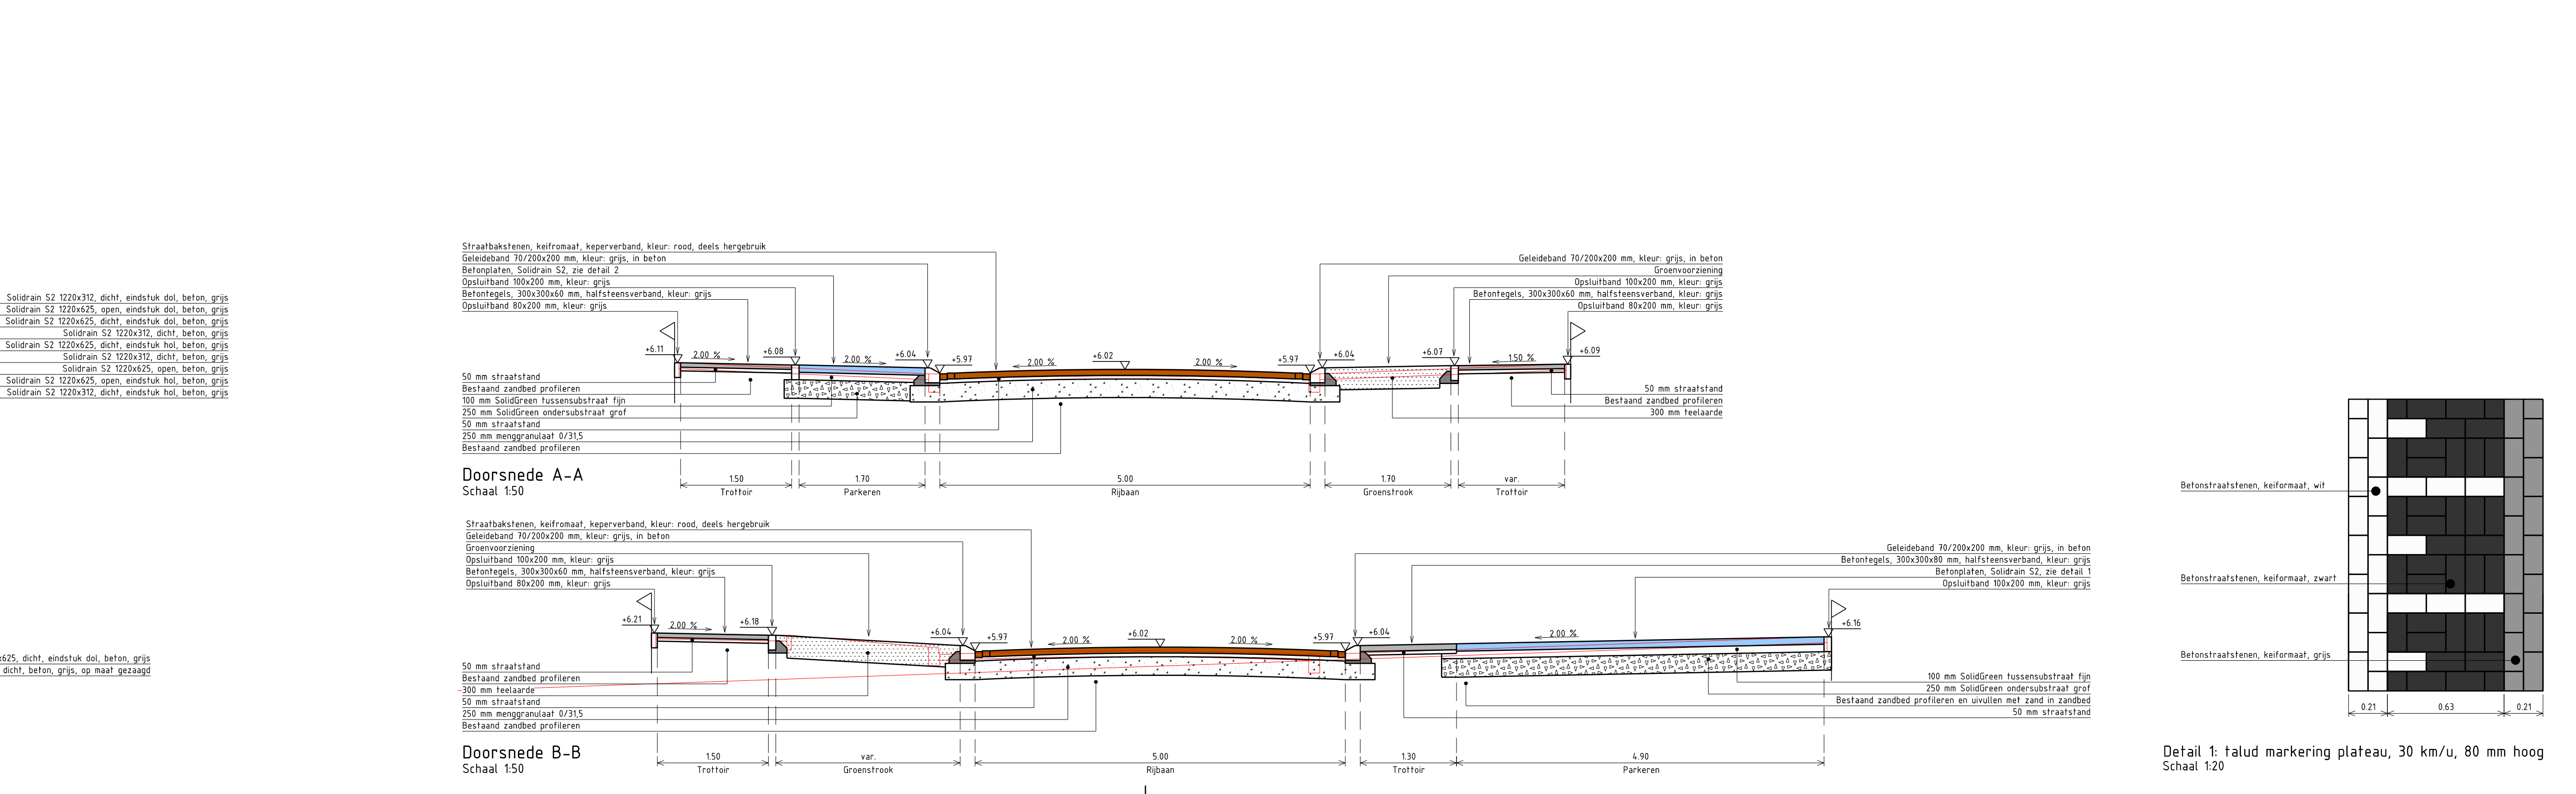 Solidrain S2 1220x312, dicht, eindstuk dol, beton, grijs
Solidrain S2 1220x625, open, eindstuk dol, beton, grijs
Solidrain S2 1220x625, dicht, eindstuk dol, beton, grijs
Solidrain S2 1220x312, dicht, beton, grijs
Solidrain S2 1220x625, dicht, eindstuk hol, beton, grijs
Solidrain S2 1220x312, dicht, beton, grijs
Solidrain S2 1220x625, open, beton, grijs
Solidrain S2 1220x625, open, eindstuk hol, beton, grijs
Solidrain S2 1220x312, dicht, eindstuk hol, beton, grijs
x625, dicht, eindstuk dol, beton, grijs
dicht, beton, grijs, op maat gezaagd
Straatbakstenen, keifromaat, keperverband, kleur: rood, deels hergebruik
Geleideband 70/200x200 mm, kleur: grijs, in beton
Betonplaten, Solidrain S2, zie detail 2
Opsluitband 100x200 mm, kleur: grijs
Betontegels, 300x300x60 mm, halfsteensverband, kleur: grijs
Opsluitband 80x200 mm, kleur: grijs
Geleideband 70/200x200 mm, kleur: grijs, in beton
Groenvoorziening
Opsluitband 100x200 mm, kleur: grijs
Betontegels, 300x300x60 mm, halfsteensverband, kleur: grijs
Opsluitband 80x200 mm, kleur: grijs
+6.11
2.00 %
+6.08
2.00 %
+6.04
+5.97
2.00 %
+6.02
2.00 %
+5.97
+6.04
+6.07
1.50 %
+6.09
50 mm straatstand
Bestaand zandbed profileren
100 mm SolidGreen tussensubstraat fijn
250 mm SolidGreen ondersubstraat grof
50 mm straatstand
250 mm menggranulaat 0/31,5
Bestaand zandbed profileren
50 mm straatstand
Bestaand zandbed profileren
300 mm teelaarde
Doorsnede A-A
Schaal 1:50
1.50
Trottoir
1.70
Parkeren
5.00
Rijbaan
1.70
Groenstrook
var.
Trottoir
Straatbakstenen, keifromaat, keperverband, kleur: rood, deels hergebruik
Geleideband 70/200x200 mm, kleur: grijs, in beton
Groenvoorziening
Opsluitband 100x200 mm, kleur: grijs
Betontegels, 300x300x60 mm, halfsteensverband, kleur: grijs
Opsluitband 80x200 mm, kleur: grijs
Geleideband 70/200x200 mm, kleur: grijs, in beton
Betontegels, 300x300x80 mm, halfsteensverband, kleur: grijs
Betonplaten, Solidrain S2, zie detail 1
Opsluitband 100x200 mm, kleur: grijs
+6.21
2.00 %
+6.18
+6.04
+5.97
2.00 %
+6.02
2.00 %
+5.97
+6.04
2.00 %
+6.16
50 mm straatstand
Bestaand zandbed profileren
300 mm teelaarde
50 mm straatstand
250 mm menggranulaat 0/31,5
Bestaand zandbed profileren
100 mm SolidGreen tussensubstraat fijn
250 mm SolidGreen ondersubstraat grof
Bestaand zandbed profileren en uivullen met zand in zandbed
50 mm straatstand
Doorsnede B-B
Schaal 1:50
1.50
Trottoir
var.
Groenstrook
5.00
Rijbaan
1.30
Trottoir
4.90
Parkeren
Betonstraatstenen, keiformaat, wit
Betonstraatstenen, keiformaat, zwart
Betonstraatstenen, keiformaat, grijs
0.21
0.63
0.21
Detail 1: talud markering plateau, 30 km/u, 80 mm hoog
Schaal 1:20